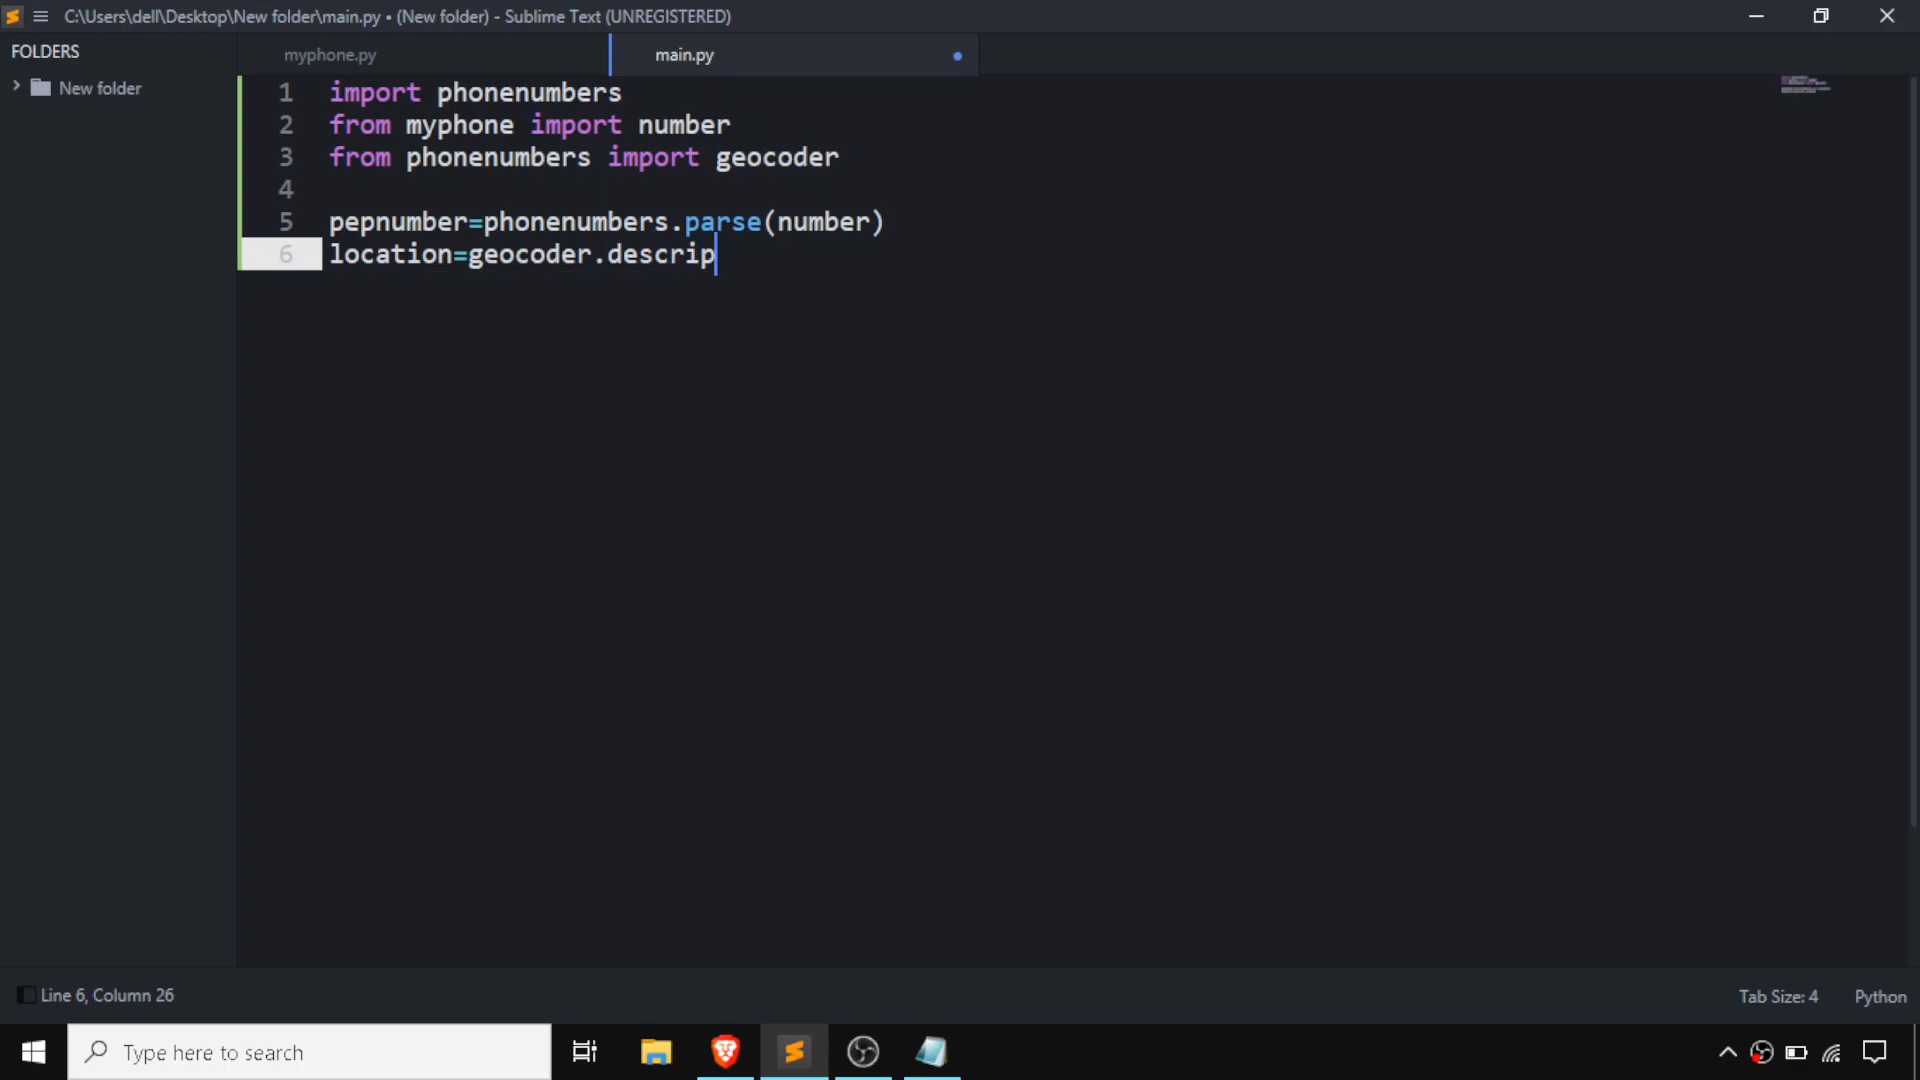 C:\Users\dell\Desktop\New folder\main.py • (New folder) - Sublime Text (UNREGISTERED)
FOLDERS
New folder
myphone.py
main.py
1 import phonenumbers
2 from myphone import number
3 from phonenumbers import geocoder
4
5 pepnumber=phonenumbers.parse(number)
6 location=geocoder.descrip
Line 6, Column 26
Tab Size: 4
Python
Type here to search